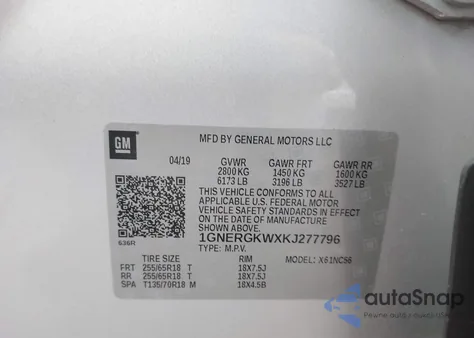 GM
MFD BY GENERAL MOTORS LLC
04/19 GVWR GAWR FRT GAWR RR
2800 KG 1450 KG 1600 KG
6173 LB 3196 LB 3527 LB
THIS VEHICLE CONFORMS TO ALL
APPLICABLE U.S. FEDERAL MOTOR
VEHICLE SAFETY STANDARDS IN
EFFECT ON THE DATE OF MANUFACTURE
SHOWN ABOVE.
1GNERGKWXKJ277796
TYPE: M.P.V. MODEL: X61NCS6
636R
TIRE SIZE RIM
FRT 255/65R18 T 18X7.5J
RR 255/65R18 T 18X7.5J
SPA T135/70R18 M 18X4.5B
autoSnap